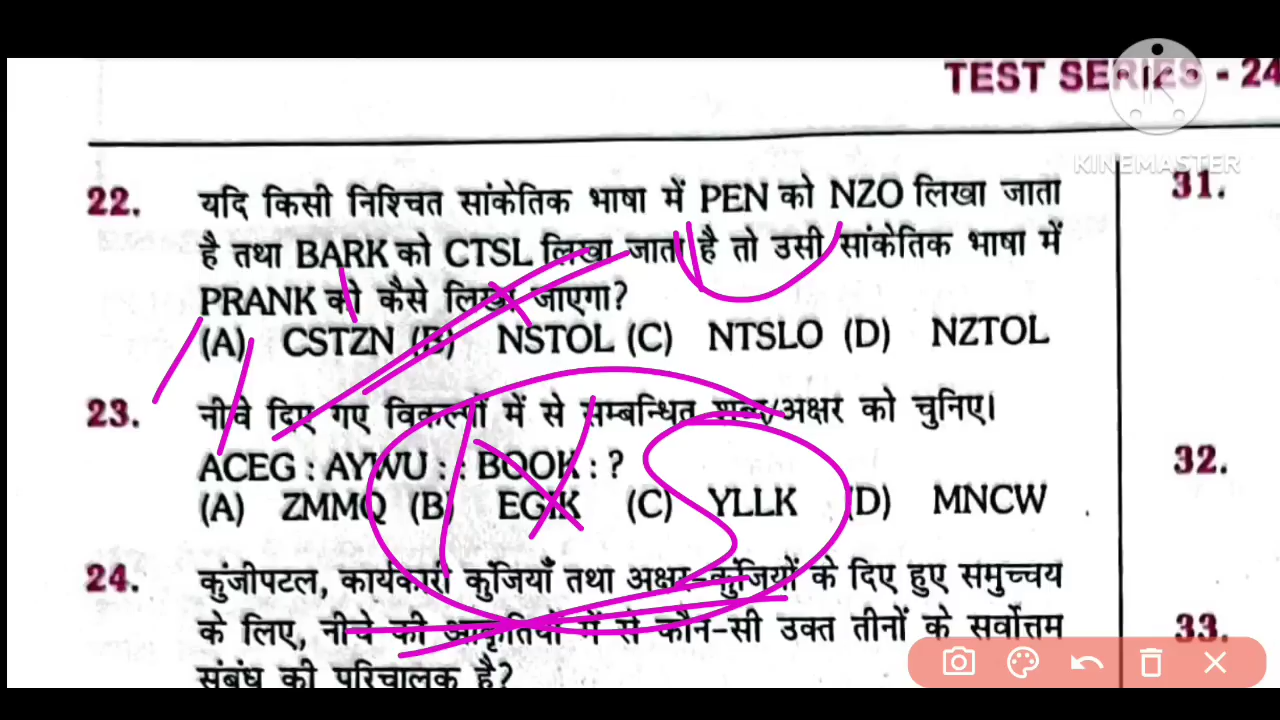 TEST SERIES - 24
KINEMASTER
22. यदि किसी निश्चित सांकेतिक भाषा में PEN को NZO लिखा जाता
है तथा BARK को CTSL लिखा जाता है तो उसी सांकेतिक भाषा में
PRANK को कैसे लिखा जाएगा?
(A) CSTZN (B) NSTOL (C) NTSLO (D) NZTOL
23. नीचे दिए गए विकल्पों में से सम्बन्धित शब्द/अक्षर को चुनिए।
ACEG : AYWU : : BOOK : ?
(A) ZMMQ (B) EGIK (C) YLLK (D) MNCW
24. कुंजीपटल, कार्यकारी कुंजियाँ तथा अक्षर-कुंजियों के दिए हुए समुच्चय
के लिए, नीचे की आकृतियों में से कौन-सी उक्त तीनों के सर्वोत्तम
संबंध की परिचालक है?
31.
32.
33.